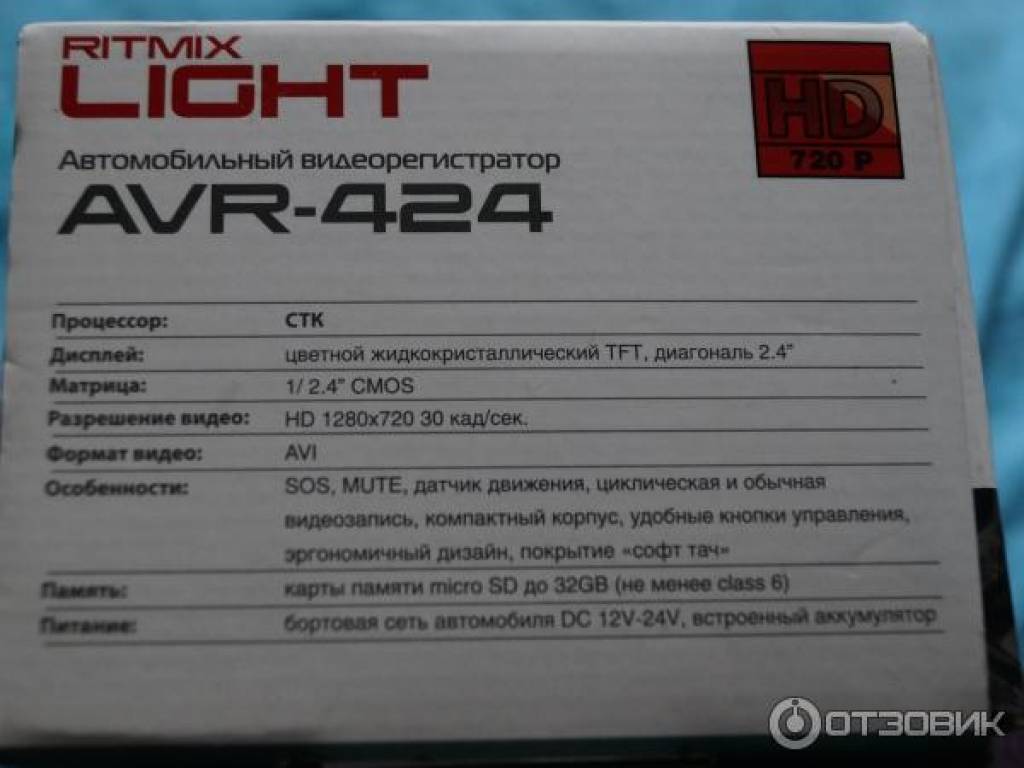 RITMIX
LIGHT
HD
720 P
Автомобильный видеорегистратор
AVR-424
Процессор: CTK
Дисплей: цветной жидкокристаллический TFT, диагональ 2.4”
Матрица: 1/ 2.4” CMOS
Разрешение видео: HD 1280x720 30 кад/сек.
Формат видео: AVI
Особенности: SOS, MUTE, датчик движения, циклическая и обычная
видеозапись, компактный корпус, удобные кнопки управления,
эргономичный дизайн, покрытие «софт тач»
Память: карты памяти micro SD до 32GB (не менее class 6)
Питание: бортовая сеть автомобиля DC 12V-24V, встроенный аккумулятор
ОТЗОВИК